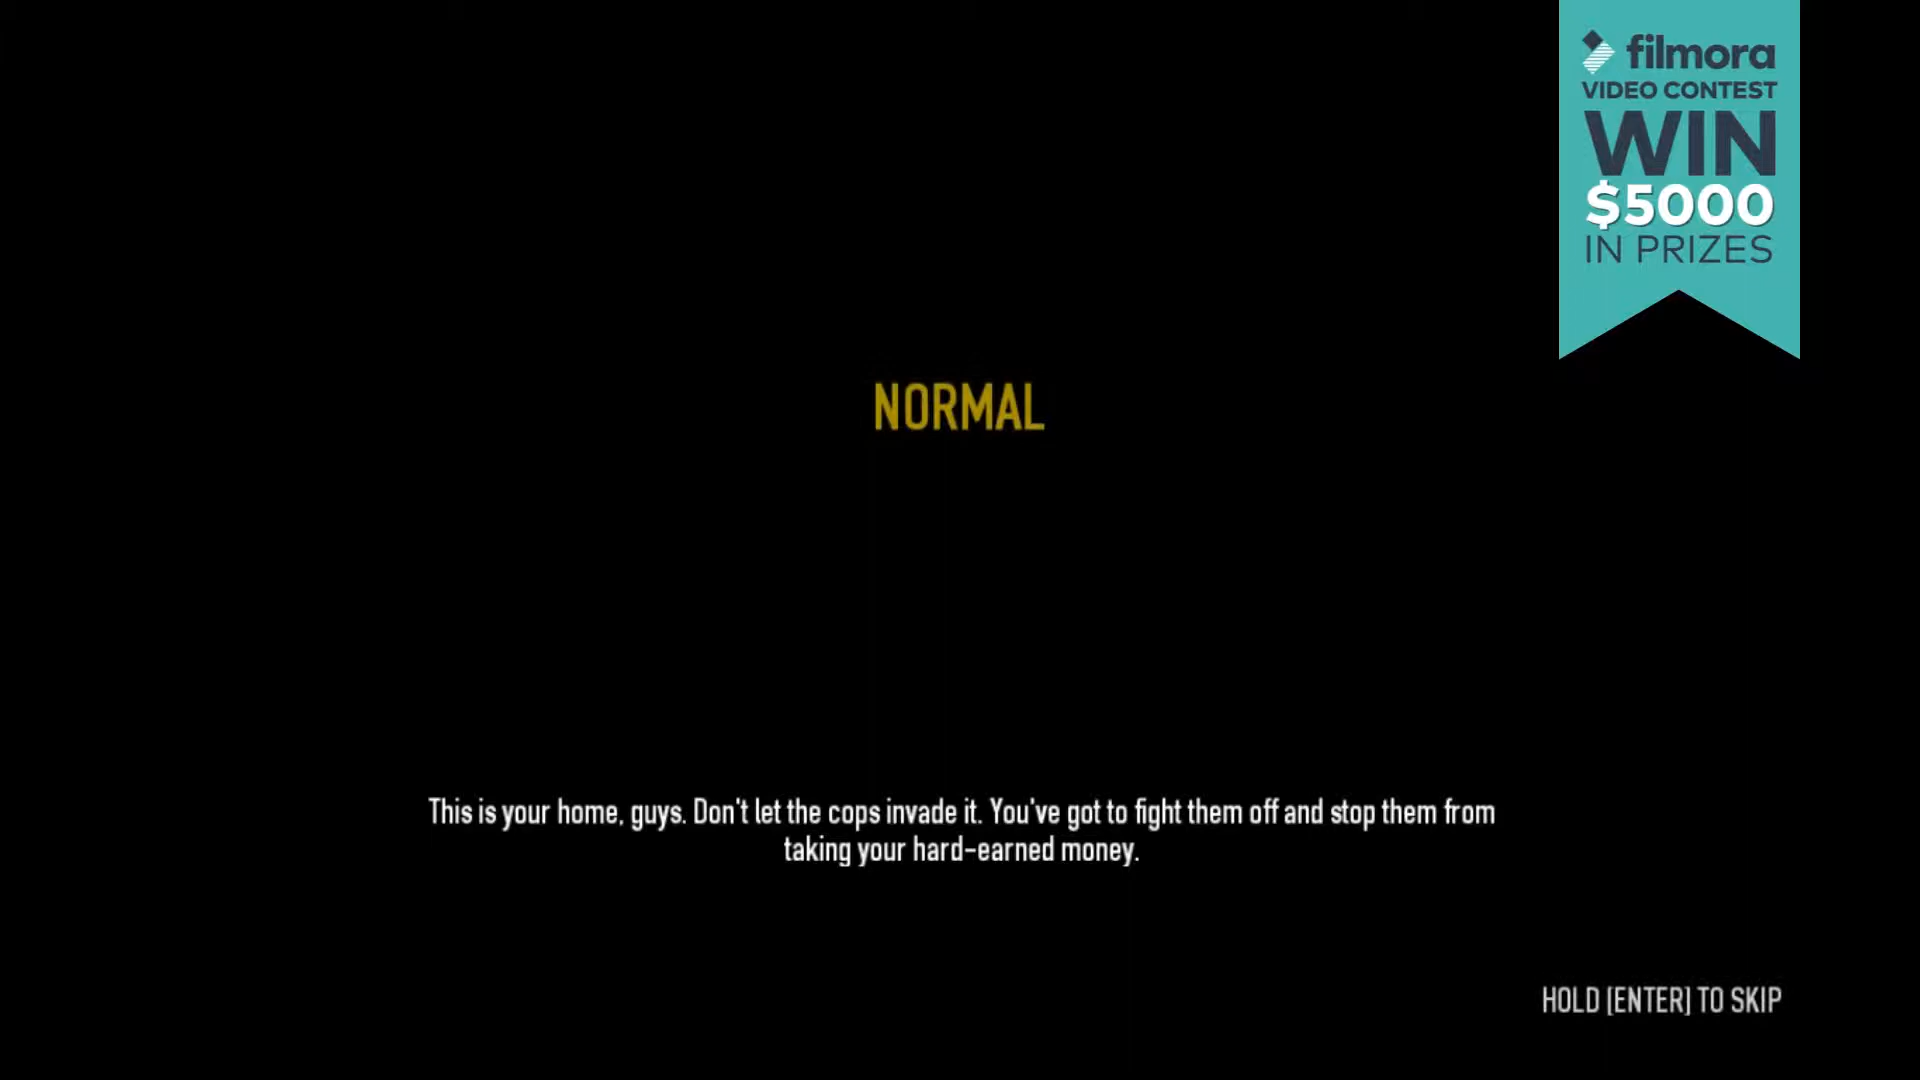 filmora
VIDEO CONTEST
WIN
$5000
IN PRIZES
NORMAL
This is your home, guys. Don't let the cops invade it. You've got to fight them off and stop them from
taking your hard-earned money.
HOLD [ENTER] TO SKIP